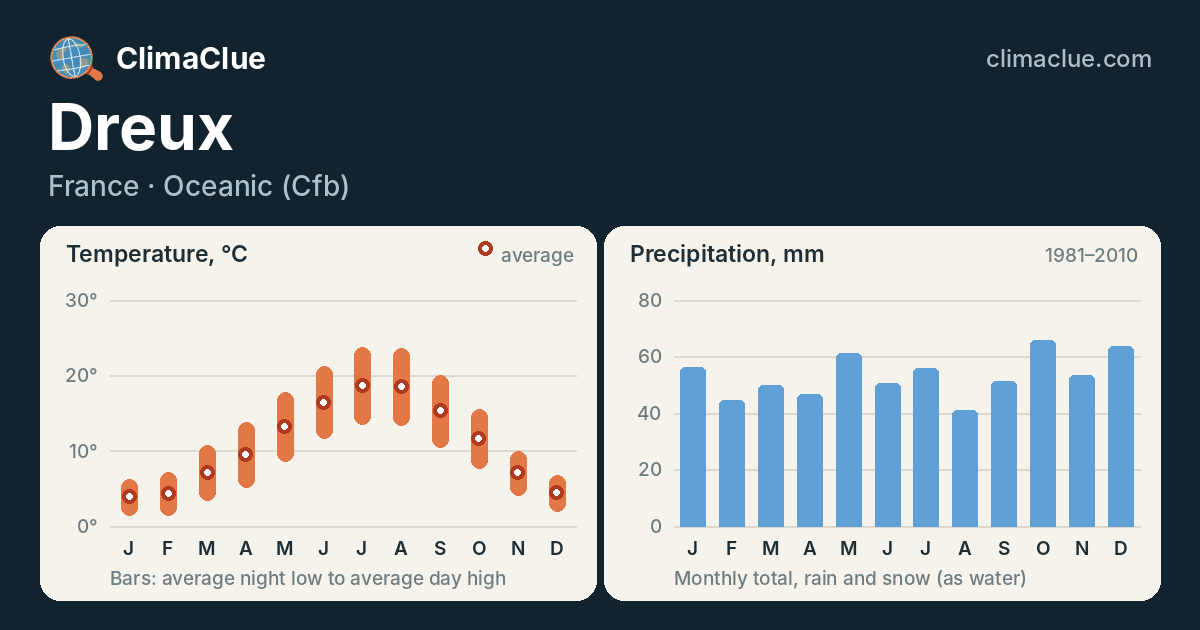 ClimaClue
climaclue.com
Dreux
France · Oceanic (Cfb)
Temperature, °C
average
30°
20°
10°
0°
J F M A M J J A S O N D
Bars: average night low to average day high
Precipitation, mm
1981–2010
80
60
40
20
0
J F M A M J J A S O N D
Monthly total, rain and snow (as water)